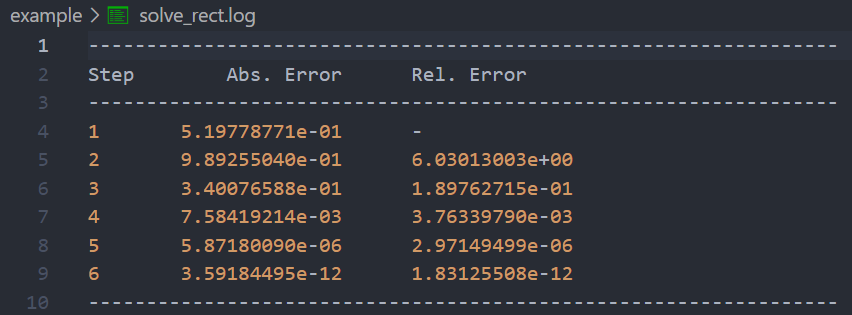 example > solve_rect.log
1 ----------------------------------------------------------------
2 Step        Abs. Error      Rel. Error
3 ----------------------------------------------------------------
4 1       5.19778771e-01      -
5 2       9.89255040e-01      6.03013003e+00
6 3       3.40076588e-01      1.89762715e-01
7 4       7.58419214e-03      3.76339790e-03
8 5       5.87180090e-06      2.97149499e-06
9 6       3.59184495e-12      1.83125508e-12
10 ----------------------------------------------------------------